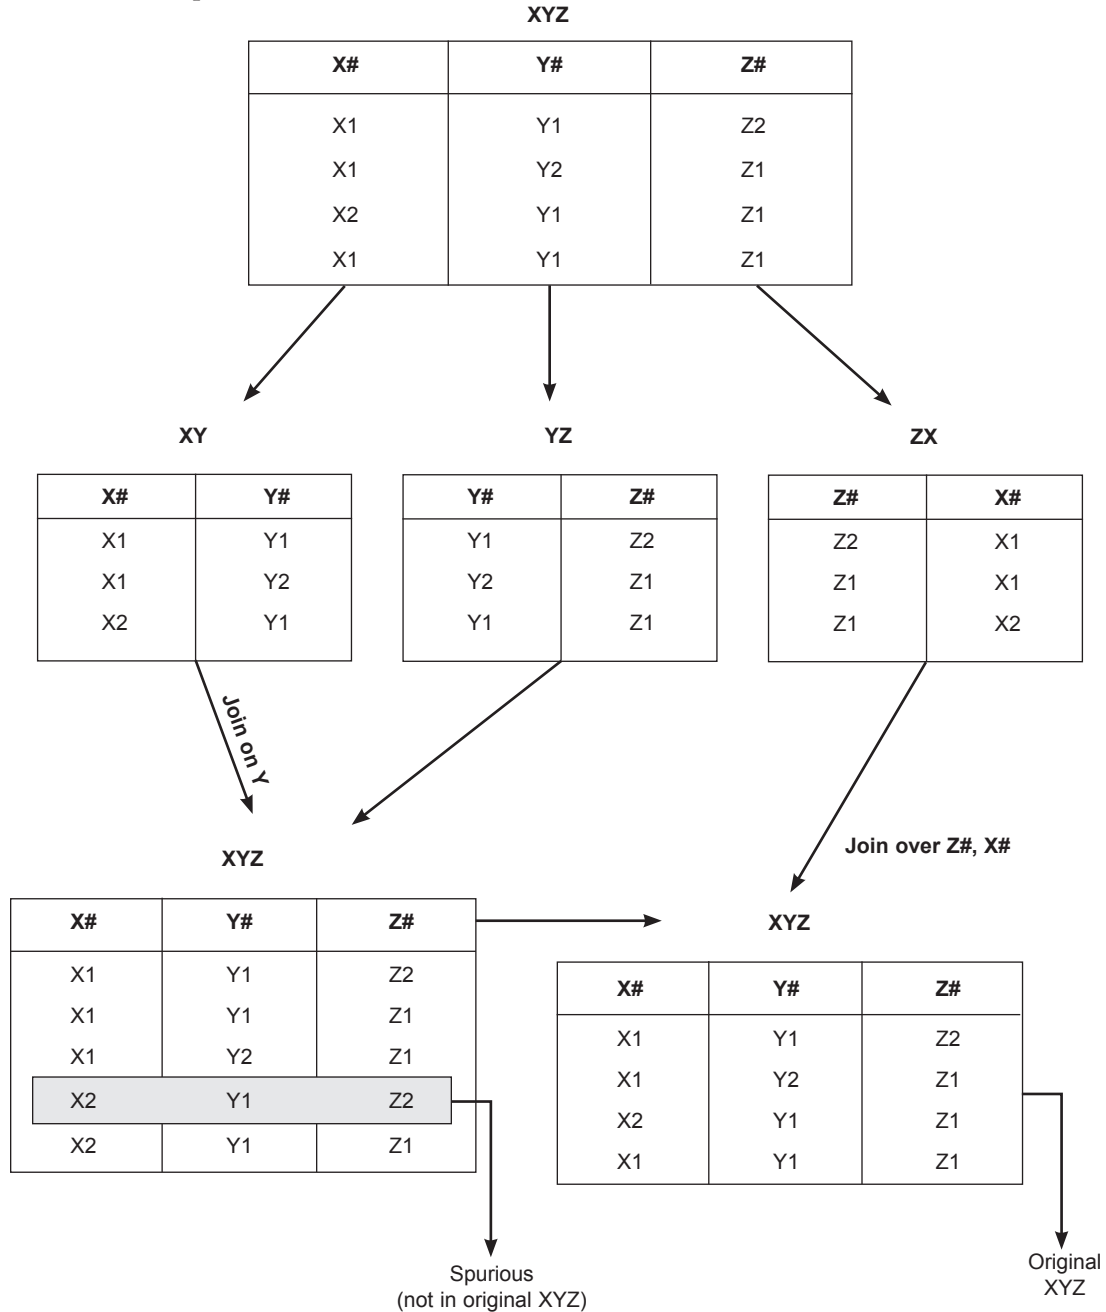 XYZ
X# Y# Z#
X1 Y1 Z2
X1 Y2 Z1
X2 Y1 Z1
X1 Y1 Z1
XY
X# Y#
X1 Y1
X1 Y2
X2 Y1
YZ
Y# Z#
Y1 Z2
Y2 Z1
Y1 Z1
ZX
Z# X#
Z2 X1
Z1 X1
Z1 X2
Join on Y
Join over Z#, X#
XYZ
X# Y# Z#
X1 Y1 Z2
X1 Y1 Z1
X1 Y2 Z1
X2 Y1 Z2
X2 Y1 Z1
Spurious
(not in original XYZ)
XYZ
X# Y# Z#
X1 Y1 Z2
X1 Y2 Z1
X2 Y1 Z1
X1 Y1 Z1
Original
XYZ